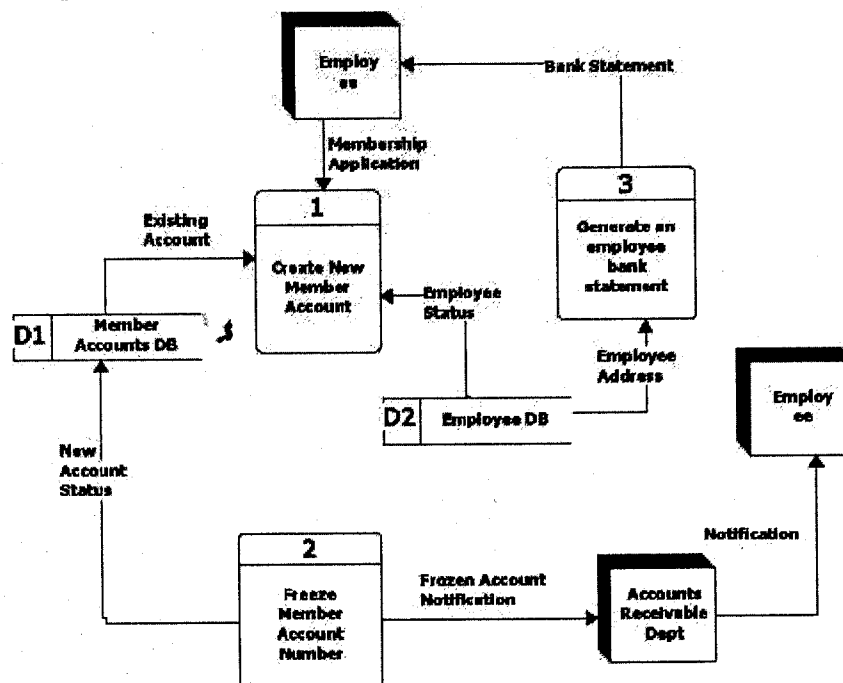 Employ
ee
Bank Statement
Membership
Application
3
1
Existing
Account
Generate an
employee
bank
statement
Create New
Member
Account
Employee
Status
D1
Member
Accounts DB
Employee
Address
Employ
ee
D2
Employee DB
New
Account
Status
Notification
2
Frozen Account
Notification
Freeze
Member
Account
Number
Accounts
Receivable
Dept